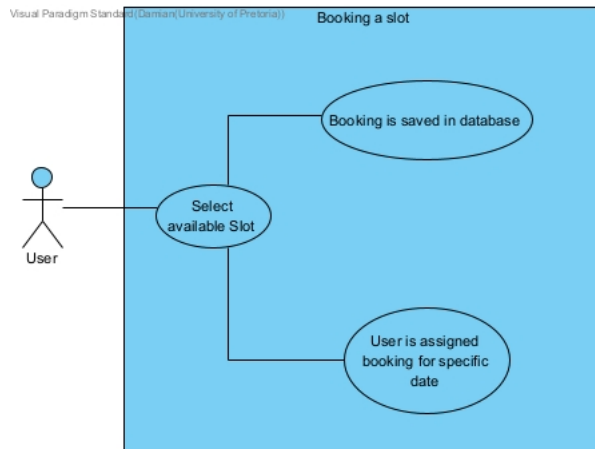 Visual Paradigm Standard(Damian(University of Pretoria))
Booking a slot
Booking is saved in database
Select
available Slot
User
User is assigned
booking for specific
date